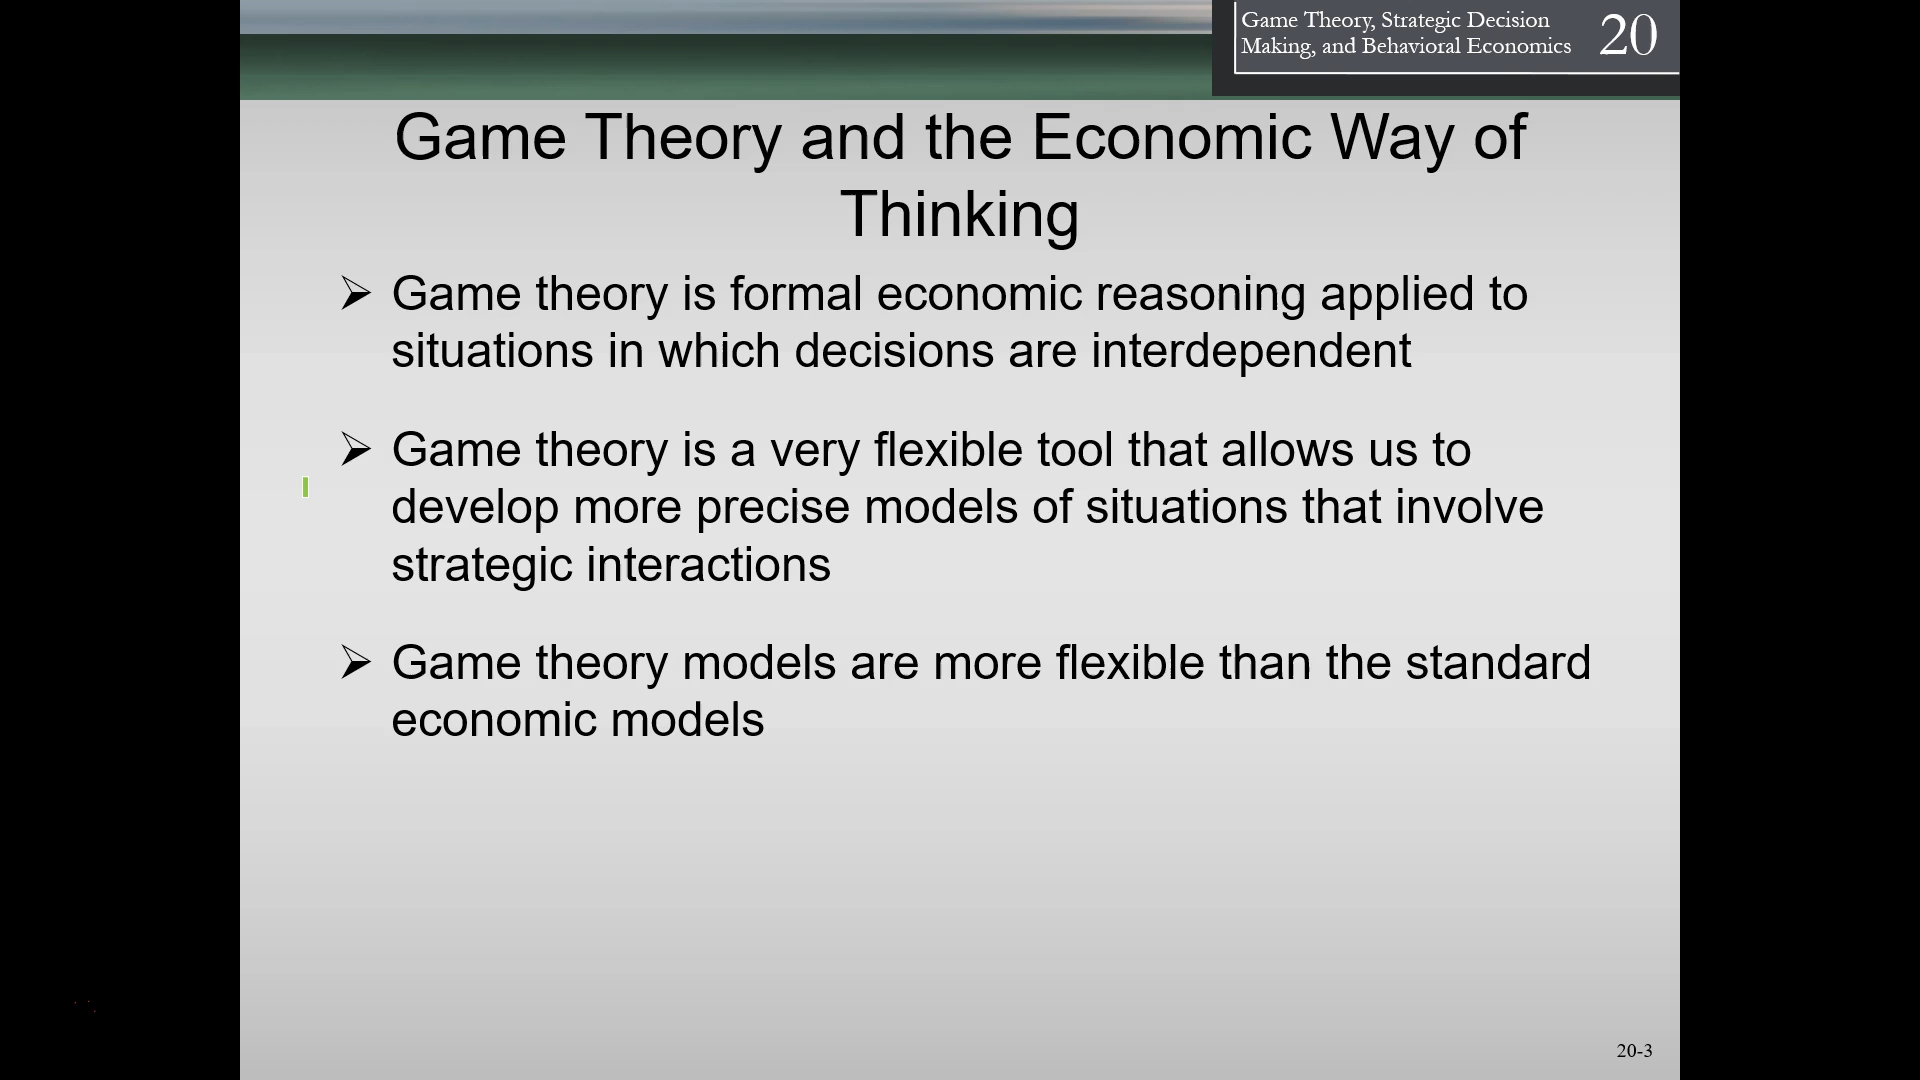 Game Theory, Strategic Decision
Making, and Behavioral Economics
20
Game Theory and the Economic Way of
Thinking
Game theory is formal economic reasoning applied to
situations in which decisions are interdependent
Game theory is a very flexible tool that allows us to
develop more precise models of situations that involve
strategic interactions
Game theory models are more flexible than the standard
economic models
20-3